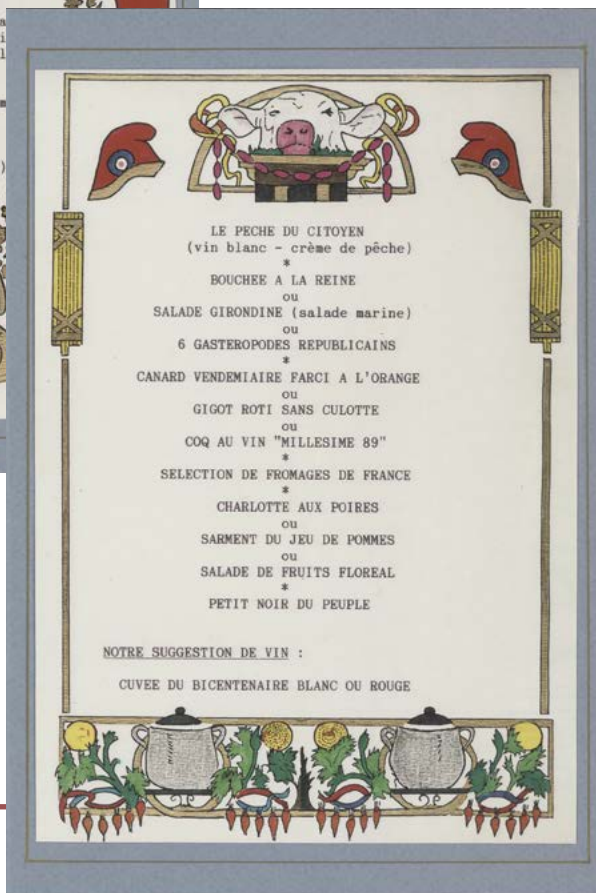 LE PECHE DU CITOYEN
(vin blanc - crème de pêche)
*
BOUCHEE A LA REINE
ou
SALADE GIRONDINE (salade marine)
ou
6 GASTEROPODES REPUBLICAINS
*
CANARD VENDEMIAIRE FARCI A L'ORANGE
ou
GIGOT ROTI SANS CULOTTE
ou
COQ AU VIN "MILLESIME 89"
*
SELECTION DE FROMAGES DE FRANCE
*
CHARLOTTE AUX POIRES
ou
SARMENT DU JEU DE POMMES
ou
SALADE DE FRUITS FLOREAL
*
PETIT NOIR DU PEUPLE
NOTRE SUGGESTION DE VIN :
CUVEE DU BICENTENAIRE BLANC OU ROUGE